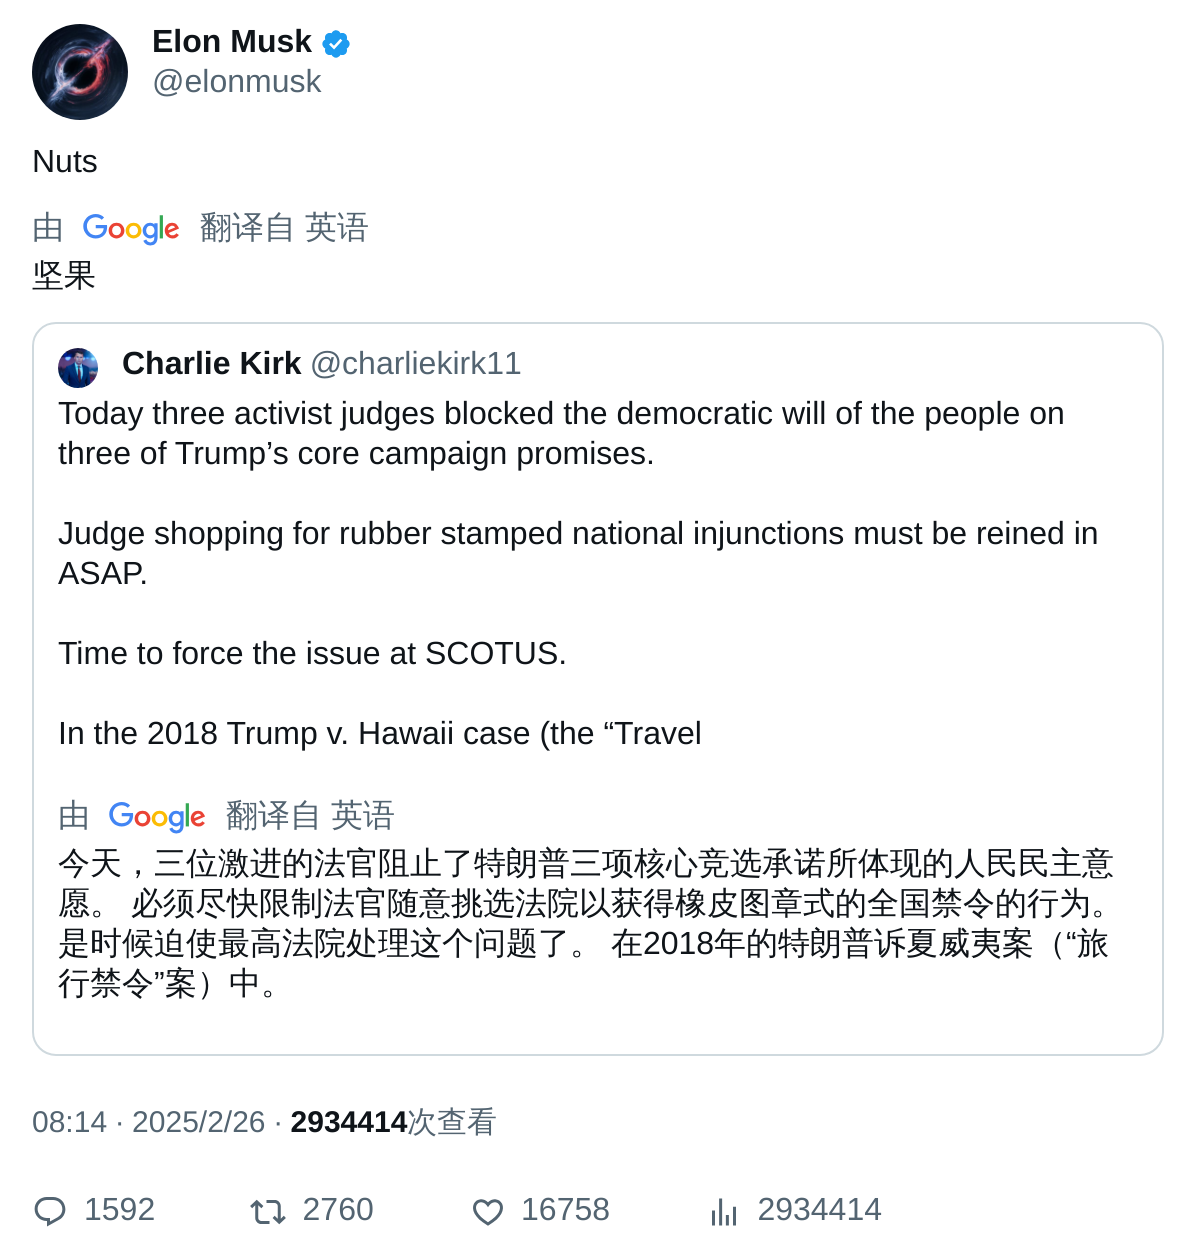 Elon Musk
@elonmusk
Nuts
由 Google 翻译自 英语
坚果
Charlie Kirk @charliekirk11
Today three activist judges blocked the democratic will of the people on
three of Trump’s core campaign promises.
Judge shopping for rubber stamped national injunctions must be reined in
ASAP.
Time to force the issue at SCOTUS.
In the 2018 Trump v. Hawaii case (the “Travel
由 Google 翻译自 英语
今天，三位激进的法官阻止了特朗普三项核心竞选承诺所体现的人民民主意
愿。 必须尽快限制法官随意挑选法院以获得橡皮图章式的全国禁令的行为。
是时候迫使最高法院处理这个问题了。 在2018年的特朗普诉夏威夷案（“旅
行禁令”案）中。
08:14 · 2025/2/26 · 2934414次查看
1592 2760 16758 2934414